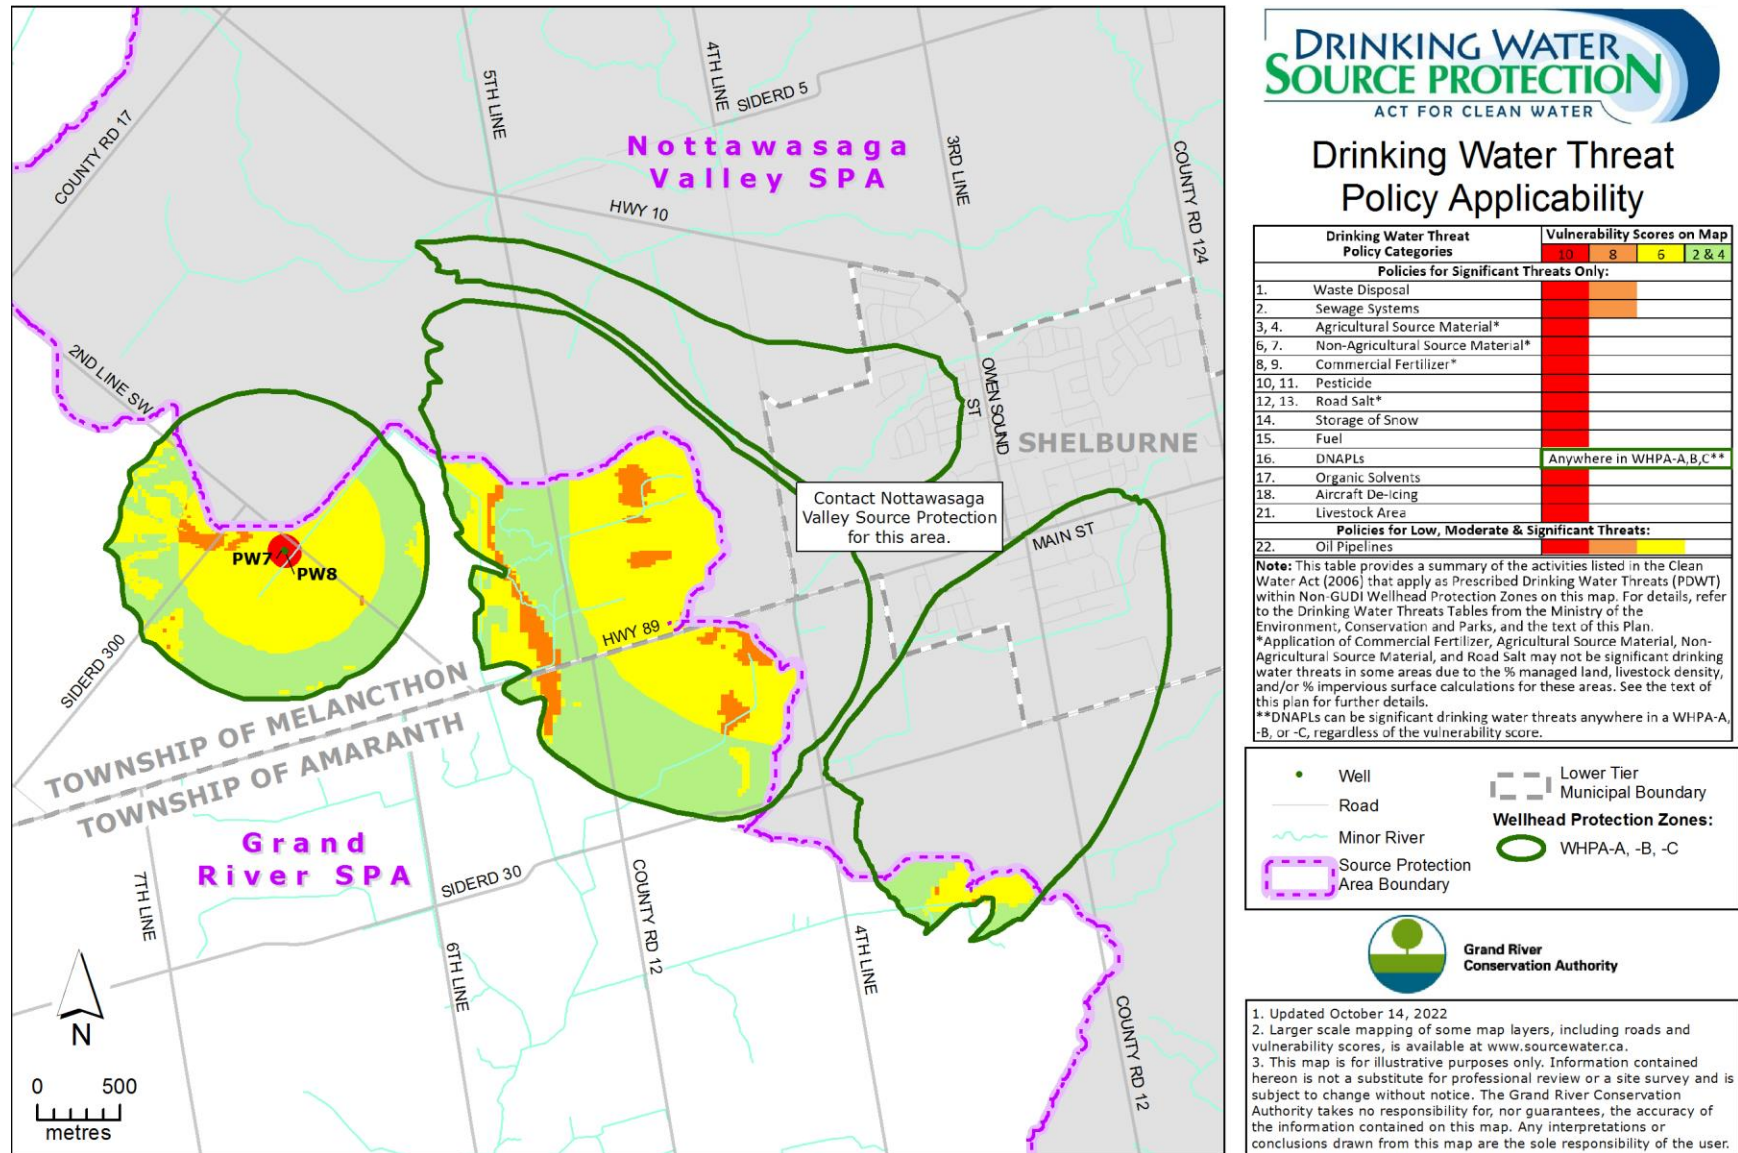 COUNTY RD 17
5TH LINE
4TH LINE
SIDERD 5
Nottawasaga
Valley SPA
3RD LINE
COUNTY RD 124
HWY 10
2ND LINE SW
OWEN SOUND
ST
SHELBURNE
Contact Nottawasaga
Valley Source Protection
for this area.
MAIN ST
PW7
PW8
HWY 89
SIDERD 300
TOWNSHIP OF MELANCTHON
TOWNSHIP OF AMARANTH
Grand
River SPA
SIDERD 30
7TH LINE
6TH LINE
COUNTY RD 12
4TH LINE
COUNTY RD 12
N
0 500
metres
DRINKING WATER
SOURCE PROTECTION
ACT FOR CLEAN WATER
Drinking Water Threat
Policy Applicability
Drinking Water Threat Vulnerability Scores on Map
Policy Categories 10 8 6 2 & 4
Policies for Significant Threats Only:
1. Waste Disposal
2. Sewage Systems
3, 4. Agricultural Source Material*
6, 7. Non-Agricultural Source Material*
8, 9. Commercial Fertilizer*
10, 11. Pesticide
12, 13. Road Salt*
14. Storage of Snow
15. Fuel
16. DNAPLs Anywhere in WHPA-A,B,C**
17. Organic Solvents
18. Aircraft De-Icing
21. Livestock Area
Policies for Low, Moderate & Significant Threats:
22. Oil Pipelines
Note: This table provides a summary of the activities listed in the Clean
Water Act (2006) that apply as Prescribed Drinking Water Threats (PDWT)
within Non-GUDI Wellhead Protection Zones on this map. For details, refer
to the Drinking Water Threats Tables from the Ministry of the
Environment, Conservation and Parks, and the text of this Plan.
*Application of Commercial Fertilizer, Agricultural Source Material, Non-
Agricultural Source Material, and Road Salt may not be significant drinking
water threats in some areas due to the % managed land, livestock density,
and/or % impervious surface calculations for these areas. See the text of
this plan for further details.
**DNAPLs can be significant drinking water threats anywhere in a WHPA-A,
-B, or -C, regardless of the vulnerability score.
Well
Road
Minor River
Source Protection
Area Boundary
Lower Tier
Municipal Boundary
Wellhead Protection Zones:
WHPA-A, -B, -C
Grand River
Conservation Authority
1. Updated October 14, 2022
2. Larger scale mapping of some map layers, including roads and
vulnerability scores, is available at www.sourcewater.ca.
3. This map is for illustrative purposes only. Information contained
hereon is not a substitute for professional review or a site survey and is
subject to change without notice. The Grand River Conservation
Authority takes no responsibility for, nor guarantees, the accuracy of
the information contained on this map. Any interpretations or
conclusions drawn from this map are the sole responsibility of the user.